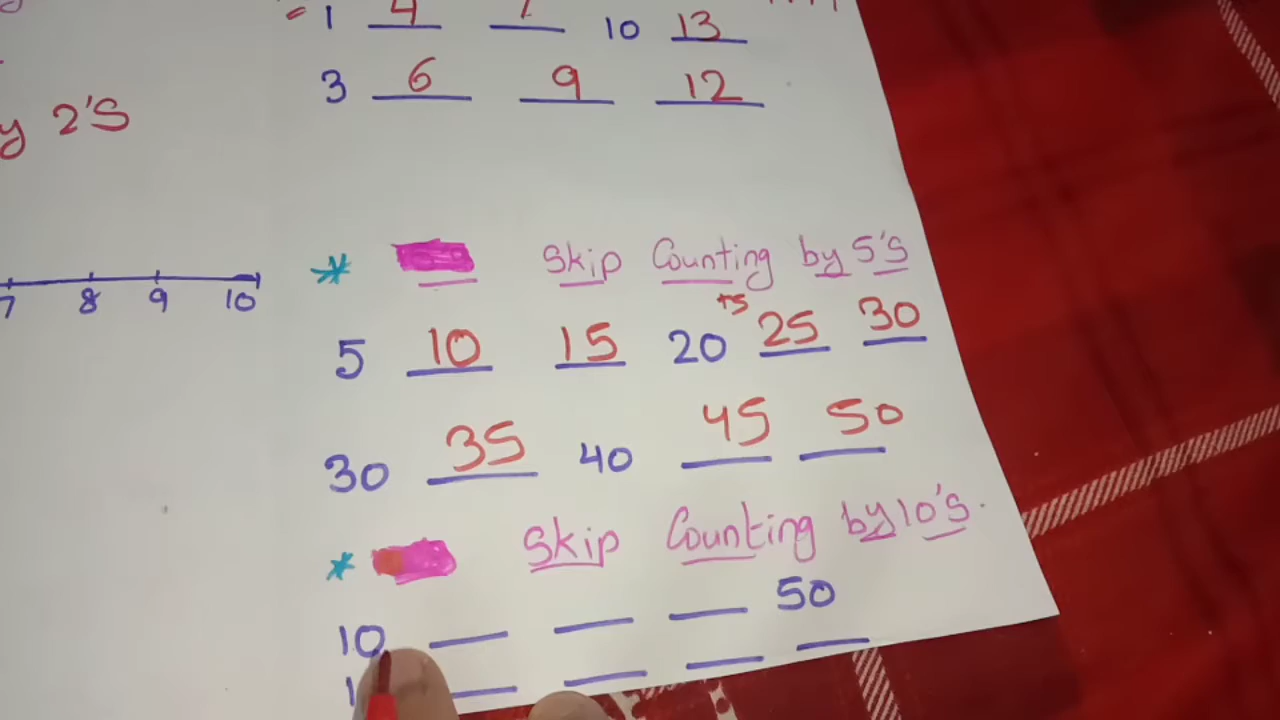 1 4 7 10 13
3 6 9 12
y 2'S
7 8 9 10
* Skip Counting by 5'S
5 10 15 20 +5 25 30
30 35 40 45 50
* Skip Counting by 10's.
10 50